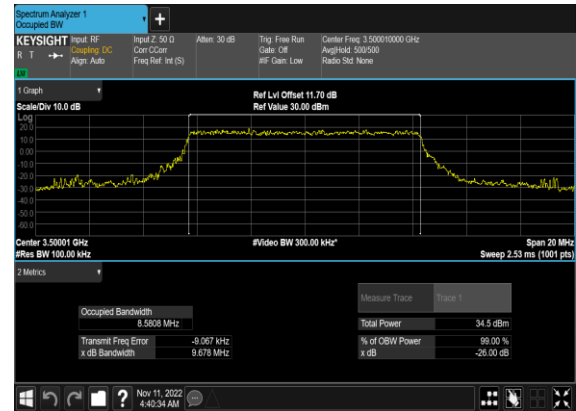 Spectrum Analyzer 1
Occupied BW
+
KEYSIGHT Input: RF Input Z: 50 Ω Atten: 30 dB Trig: Free Run Center Freq: 3.500010000 GHz
R T Coupling: DC Corr CCorr Gate: Off Avg|Hold: 500/500
Align: Auto Freq Ref: Int (S) #IF Gain: Low Radio Std: None
LN
1 Graph
Ref Lvl Offset 11.70 dB
Scale/Div 10.0 dB Ref Value 30.00 dBm
Log
20.0
10.0
0.00
-10.0
-20.0
-30.0
-40.0
-50.0
-60.0
Center 3.50001 GHz #Video BW 300.00 kHz* Span 20 MHz
#Res BW 100.00 kHz Sweep 2.53 ms (1001 pts)
2 Metrics
Measure Trace Trace 1
Occupied Bandwidth
8.5808 MHz Total Power 34.5 dBm
Transmit Freq Error -9.067 kHz % of OBW Power 99.00 %
x dB Bandwidth 9.678 MHz x dB -26.00 dB
? Nov 11, 2022
4:40:34 AM